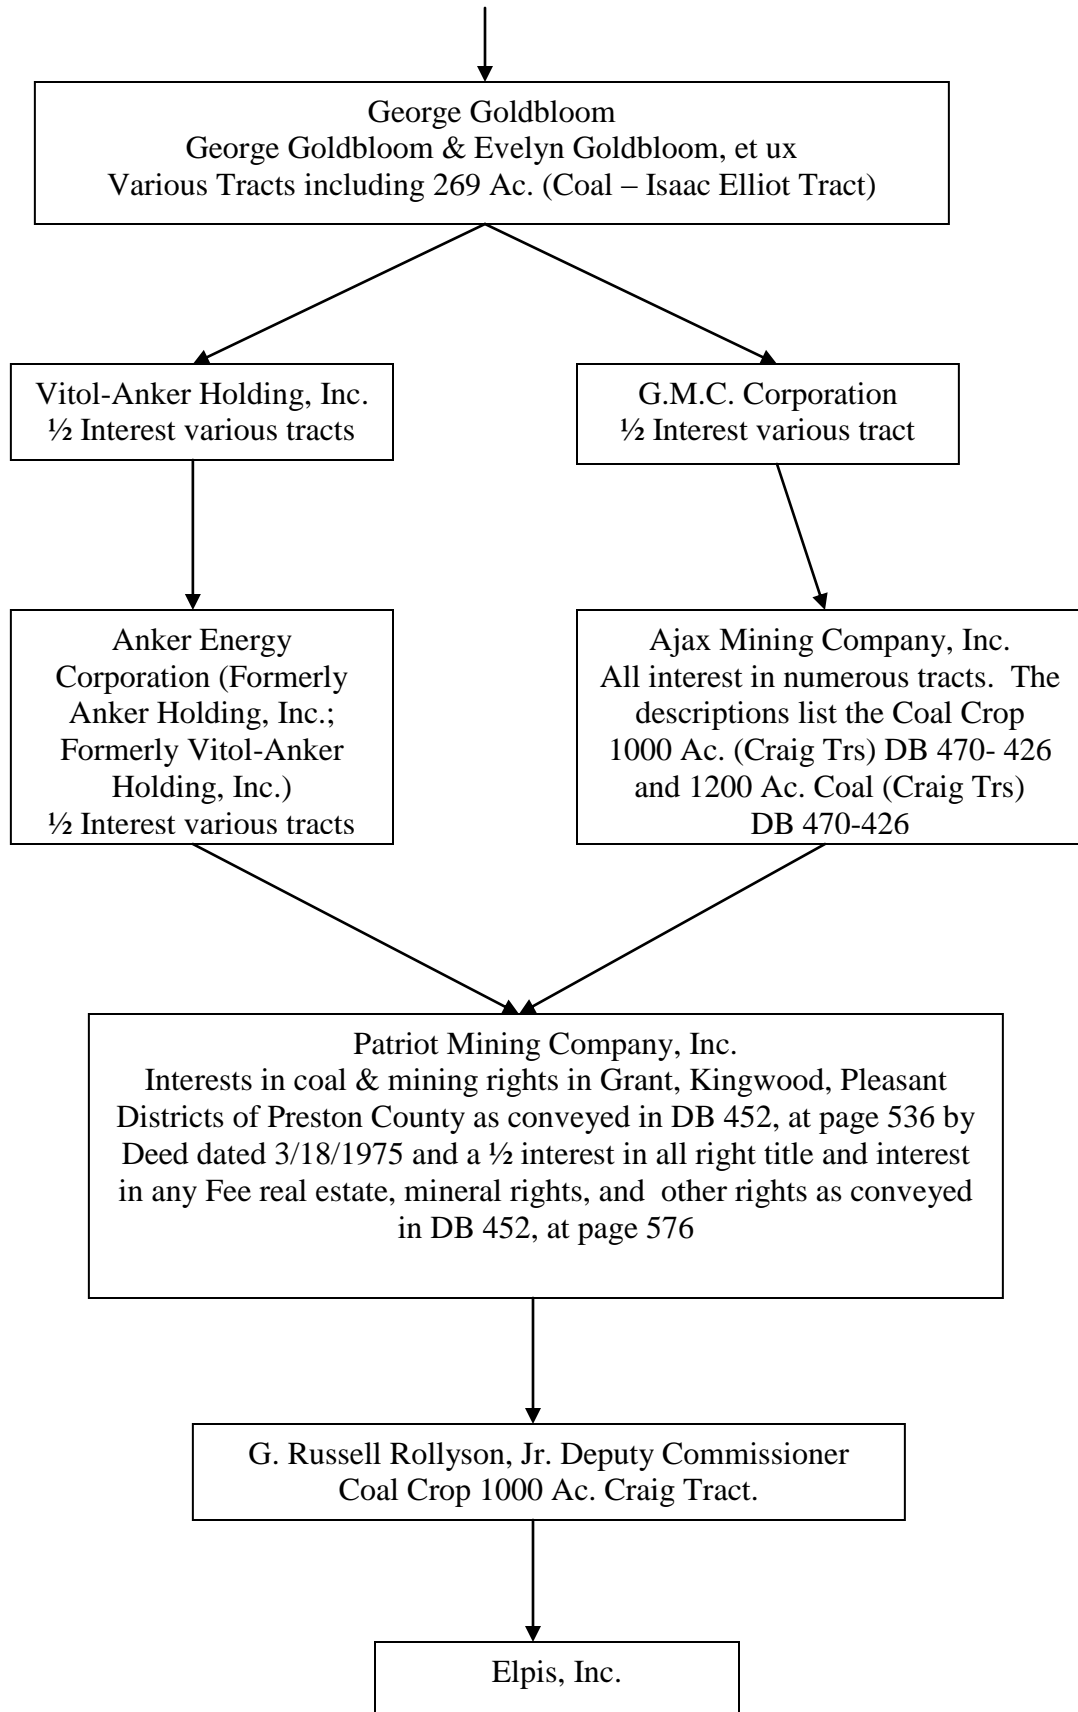 George Goldbloom
George Goldbloom & Evelyn Goldbloom, et ux
Various Tracts including 269 Ac. (Coal – Isaac Elliot Tract)
Vitol-Anker Holding, Inc.
½ Interest various tracts
G.M.C. Corporation
½ Interest various tract
Anker Energy
Corporation (Formerly
Anker Holding, Inc.;
Formerly Vitol-Anker
Holding, Inc.)
½ Interest various tracts
Ajax Mining Company, Inc.
All interest in numerous tracts. The
descriptions list the Coal Crop
1000 Ac. (Craig Trs) DB 470- 426
and 1200 Ac. Coal (Craig Trs)
DB 470-426
Patriot Mining Company, Inc.
Interests in coal & mining rights in Grant, Kingwood, Pleasant
Districts of Preston County as conveyed in DB 452, at page 536 by
Deed dated 3/18/1975 and a ½ interest in all right title and interest
in any Fee real estate, mineral rights, and other rights as conveyed
in DB 452, at page 576
G. Russell Rollyson, Jr. Deputy Commissioner
Coal Crop 1000 Ac. Craig Tract.
Elpis, Inc.